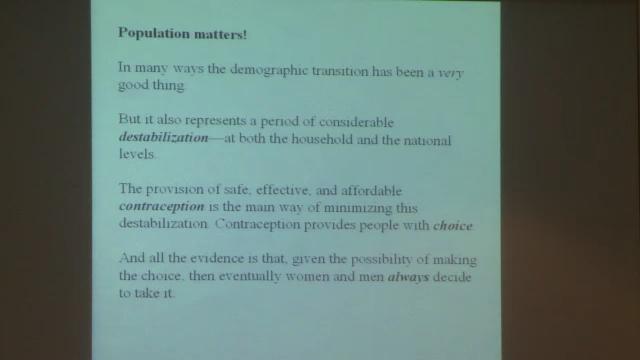 Population matters!
In many ways the demographic transition has been a very
good thing.
But it also represents a period of considerable
destabilization—at both the household and the national
levels.
The provision of safe, effective, and affordable
contraception is the main way of minimizing this
destabilization. Contraception provides people with choice.
And all the evidence is that, given the possibility of making
the choice, then eventually women and men always decide
to take it.